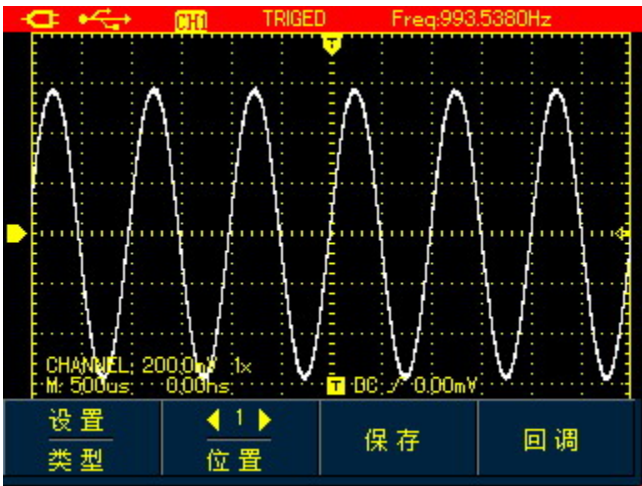 CH1 TRIGED Freq:993.5380Hz
T
CHANNEL: 200.0mV 1x
M: 500us 0.00ns T DC 0.00mV
设置 1 保存 回调
类型 位置